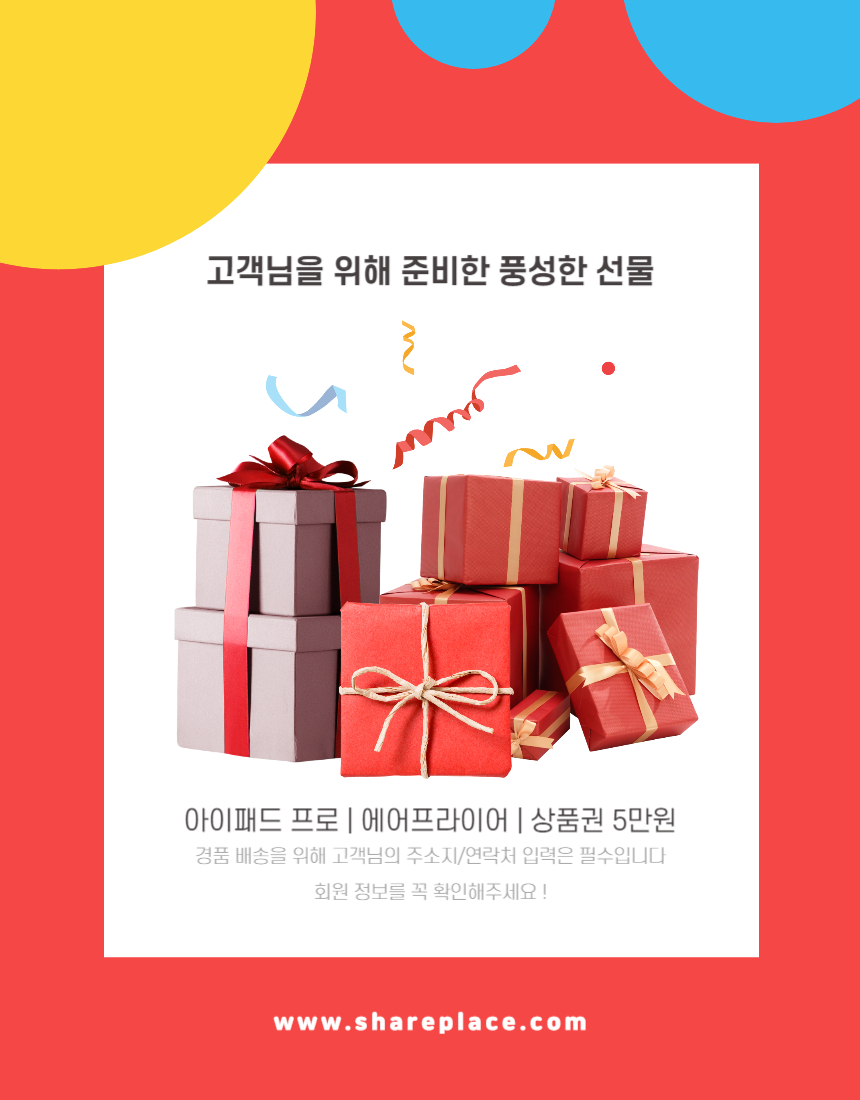 고객님을 위해 준비한 풍성한 선물
아이패드 프로 | 에어프라이어 | 상품권 5만원
경품 배송을 위해 고객님의 주소지/연락처 입력은 필수입니다
회원 정보를 꼭 확인해주세요 !
www.shareplace.com